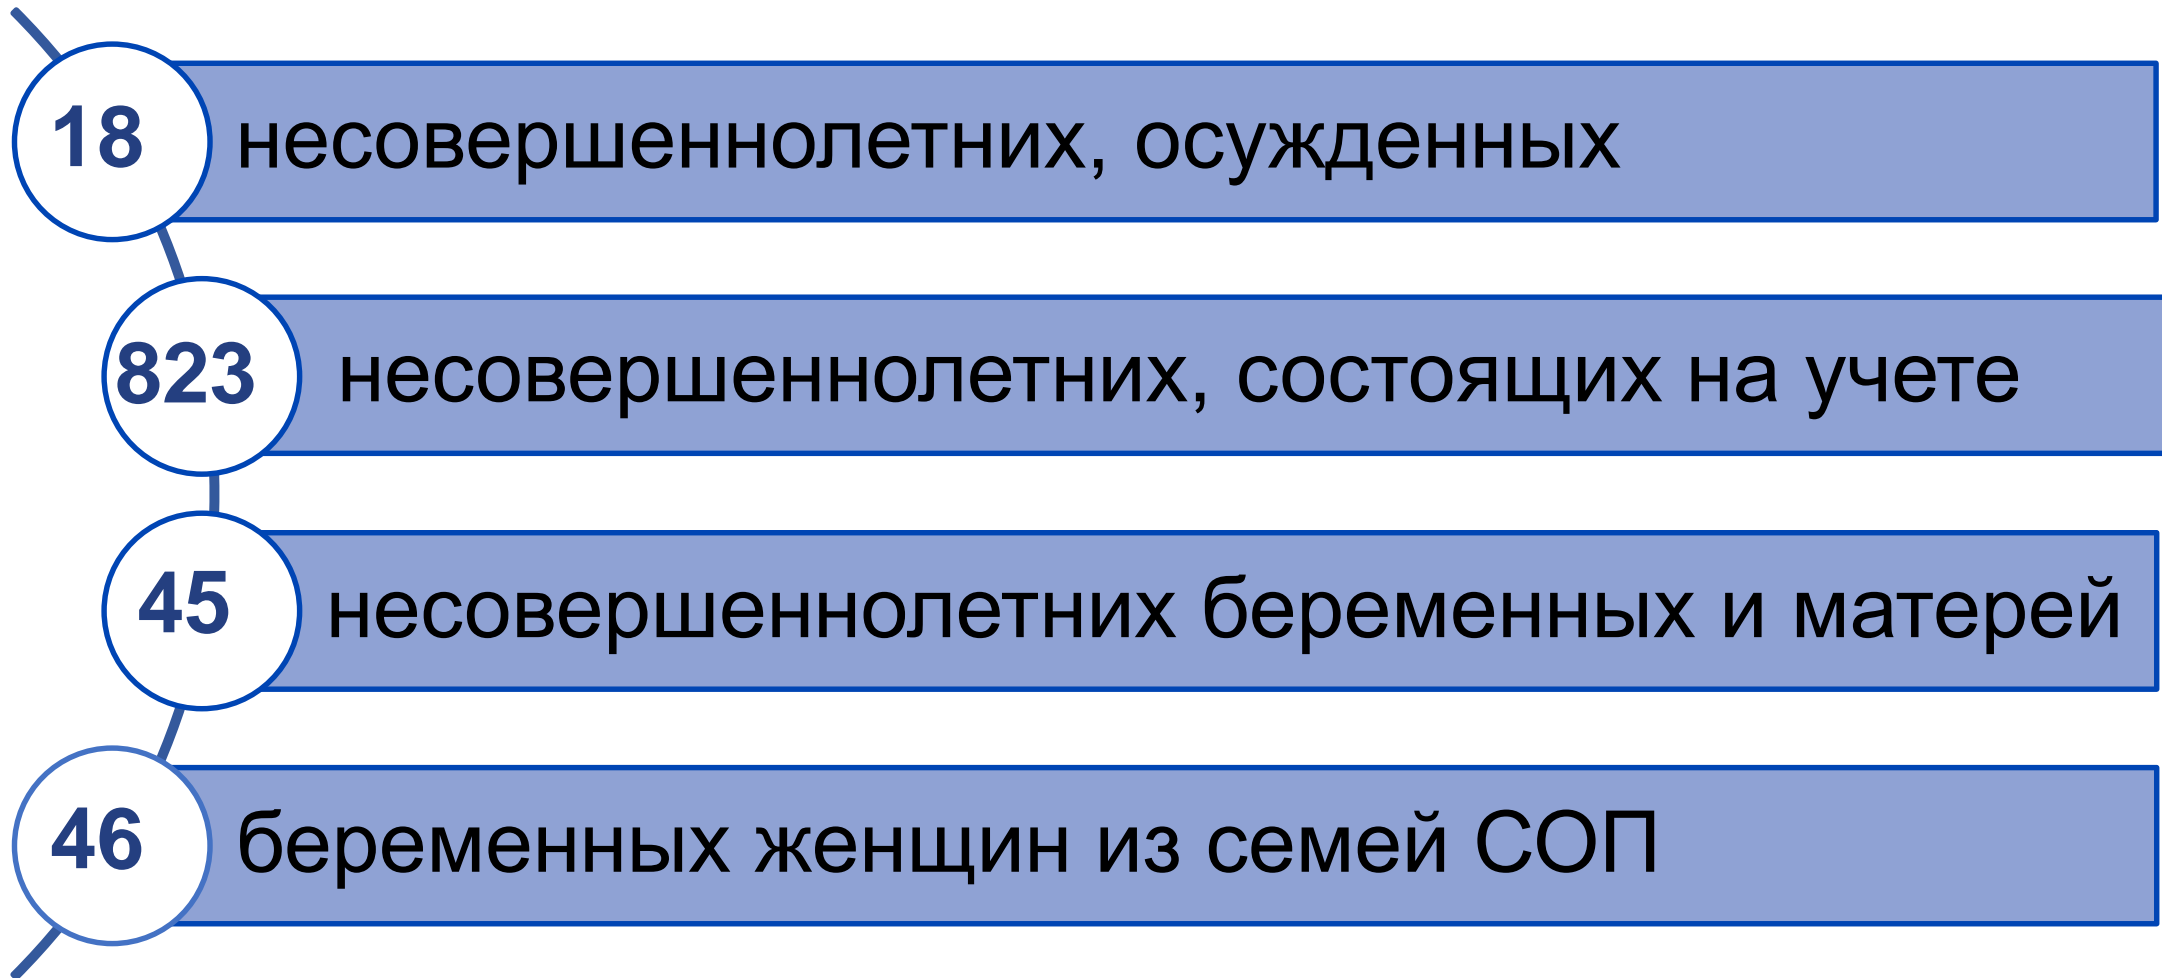 18 несовершеннолетних, осужденных
823 несовершеннолетних, состоящих на учете
45 несовершеннолетних беременных и матерей
46 беременных женщин из семей СОП